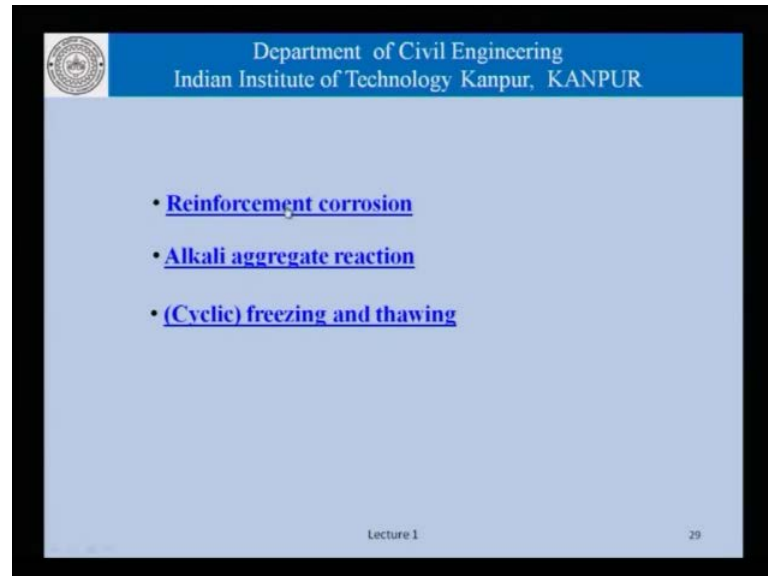 Department of Civil Engineering
Indian Institute of Technology Kanpur, KANPUR
• Reinforcement corrosion
• Alkali aggregate reaction
• (Cyclic) freezing and thawing
Lecture 1
29